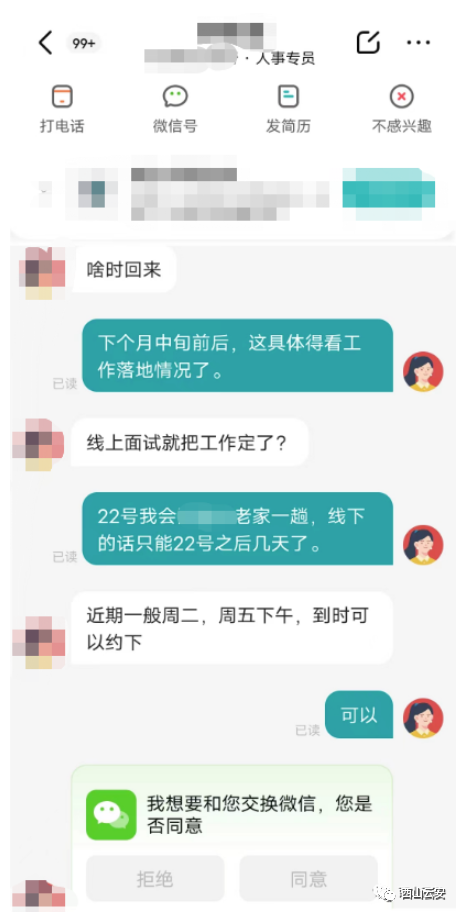 99+
· 人事专员
打电话
微信号
发简历
不感兴趣
啥时回来
下个月中旬前后，这具体得看工
作落地情况了。
已读
线上面试就把工作定了？
22号我会
老家一趟，线下
的话只能22号之后几天了。
已读
近期一般周二，周五下午，到时可
以约下
可以
已读
我想要和您交换微信，您是
否同意
拒绝
同意
西山公安